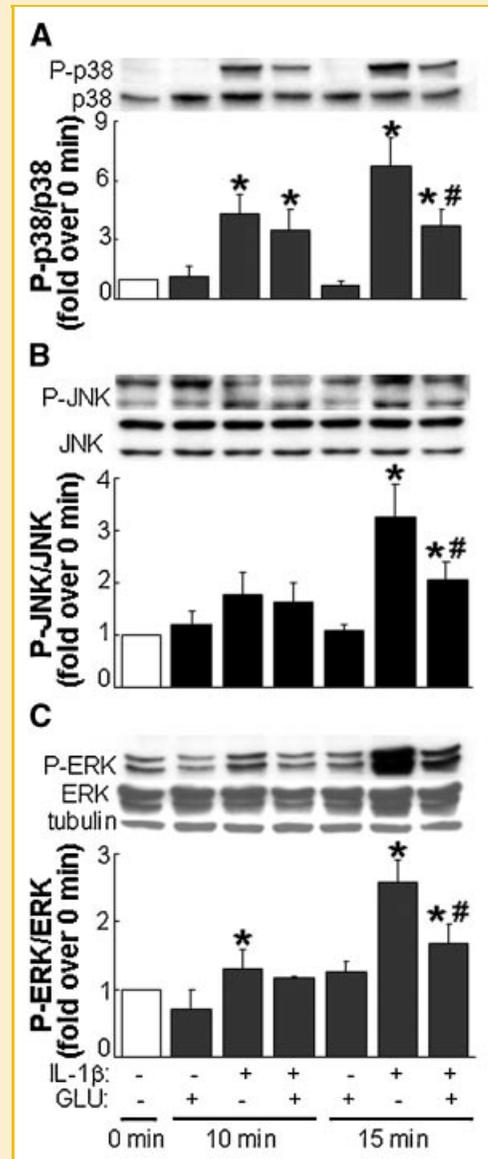 A
P-p38
p38
P-p38/p38
(fold over 0 min)
9
6
3
0
* * * * #
B
P-JNK
JNK
P-JNK/JNK
(fold over 0 min)
4
3
2
1
0
* * #
C
P-ERK
ERK
tubulin
P-ERK/ERK
(fold over 0 min)
3
2
1
0
* * * #
IL-1β: - - + + - + +
GLU: - + - + + - +
0 min 10 min 15 min